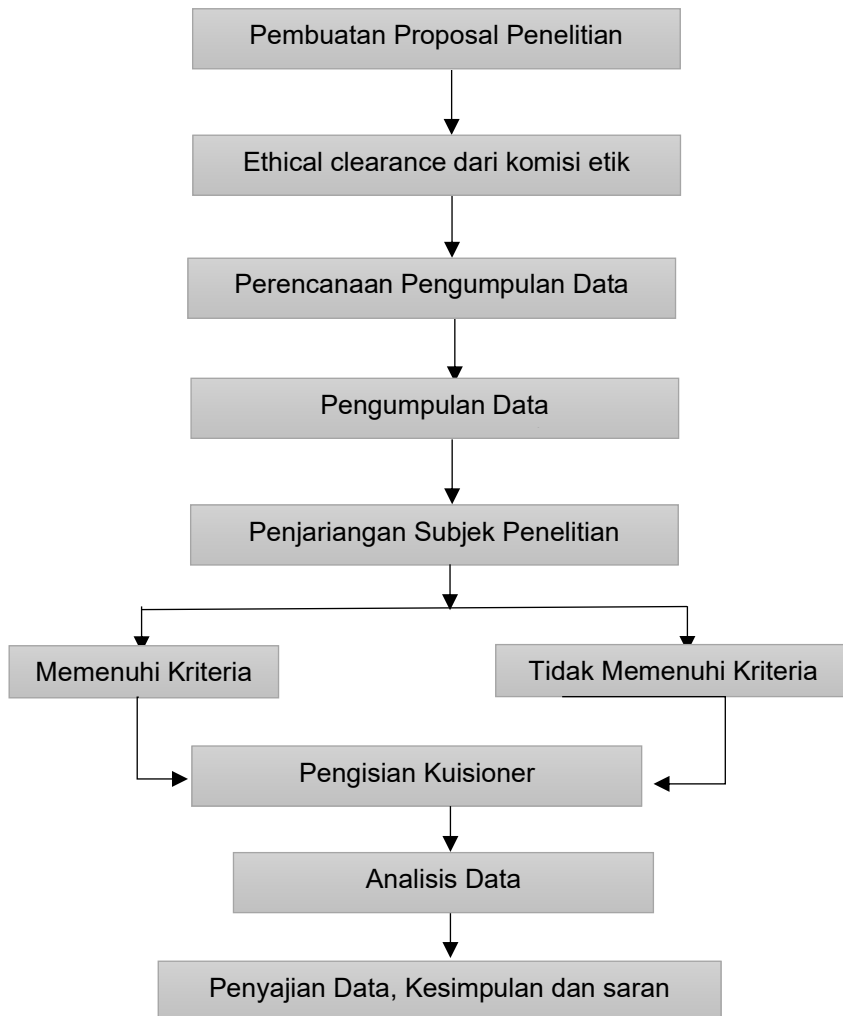 Pembuatan Proposal Penelitian
Ethical clearance dari komisi etik
Perencanaan Pengumpulan Data
Pengumpulan Data
Penjariangan Subjek Penelitian
Memenuhi Kriteria
Tidak Memenuhi Kriteria
Pengisian Kuisioner
Analisis Data
Penyajian Data, Kesimpulan dan saran